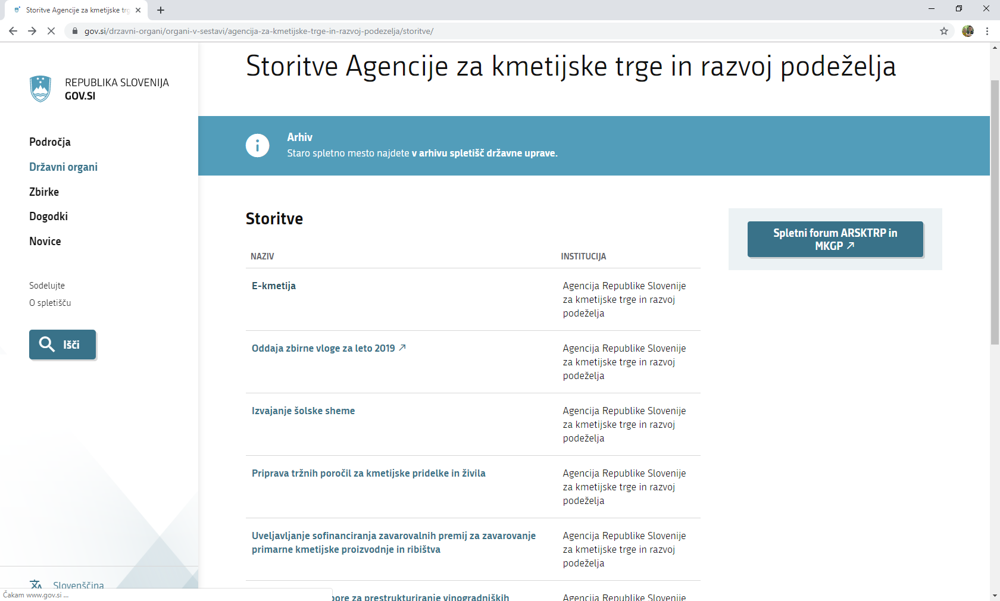 Storitve Agencije za kmetijske trg
gov.si/drzavni-organi/organi-v-sestavi/agencija-za-kmetijske-trge-in-razvoj-podezelja/storitve/
REPUBLIKA SLOVENIJA
GOV.SI
Področja
Državni organi
Zbirke
Dogodki
Novice
Sodelujte
O spletišču
Išči
Slovenščina
Čakam www.gov.si ...
Storitve Agencije za kmetijske trge in razvoj podeželja
Arhiv
Staro spletno mesto najdete v arhivu spletišč državne uprave.
Storitve
NAZIV
INSTITUCIJA
E-kmetija
Agencija Republike Slovenije
za kmetijske trge in razvoj
podeželja
Oddaja zbirne vloge za leto 2019 ↗
Agencija Republike Slovenije
za kmetijske trge in razvoj
podeželja
Izvajanje šolske sheme
Agencija Republike Slovenije
za kmetijske trge in razvoj
podeželja
Priprava tržnih poročil za kmetijske pridelke in živila
Agencija Republike Slovenije
za kmetijske trge in razvoj
podeželja
Uveljavljanje sofinanciranja zavarovalnih premij za zavarovanje
primarne kmetijske proizvodnje in ribištva
Agencija Republike Slovenije
za kmetijske trge in razvoj
podeželja
pore za prestrukturiranje vinogradniških
Agencija Republike Slovenije
Spletni forum ARSKTRP in
MKGP ↗